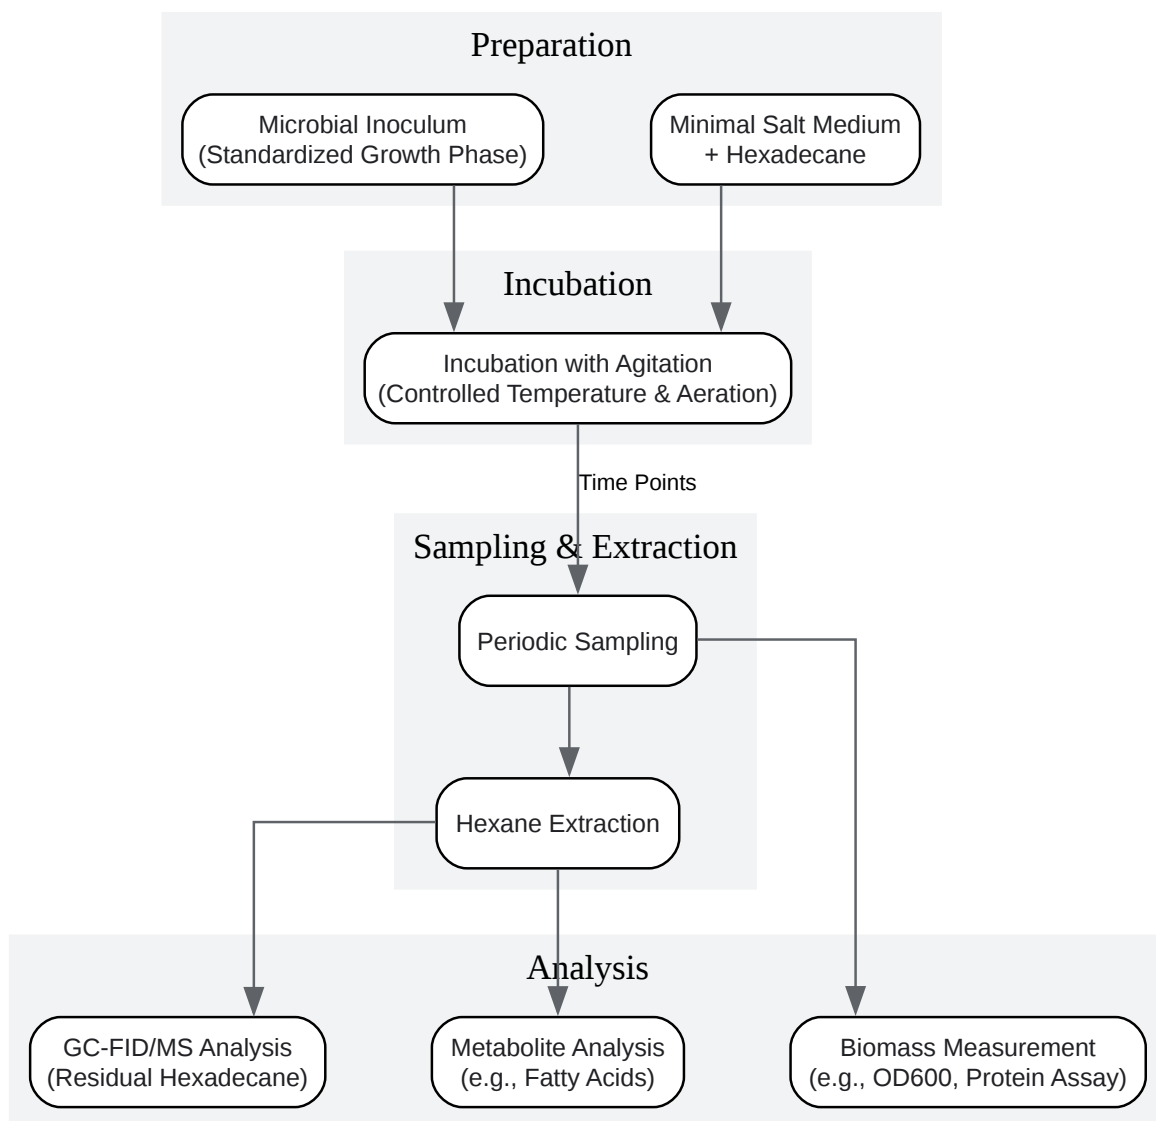 Preparation
Microbial Inoculum
(Standardized Growth Phase)
Minimal Salt Medium
+ Hexadecane
Incubation
Incubation with Agitation
(Controlled Temperature & Aeration)
Time Points
Sampling & Extraction
Periodic Sampling
Hexane Extraction
Analysis
GC-FID/MS Analysis
(Residual Hexadecane)
Metabolite Analysis
(e.g., Fatty Acids)
Biomass Measurement
(e.g., OD600, Protein Assay)